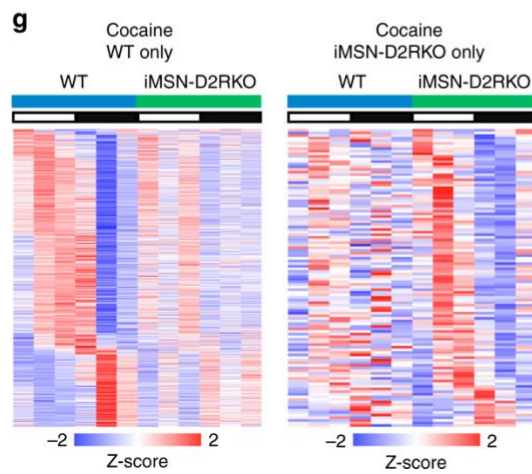 g
Cocaine
WT only
WT iMSN-D2RKO
–2 2
Z-score
Cocaine
iMSN-D2RKO only
WT iMSN-D2RKO
–2 2
Z-score